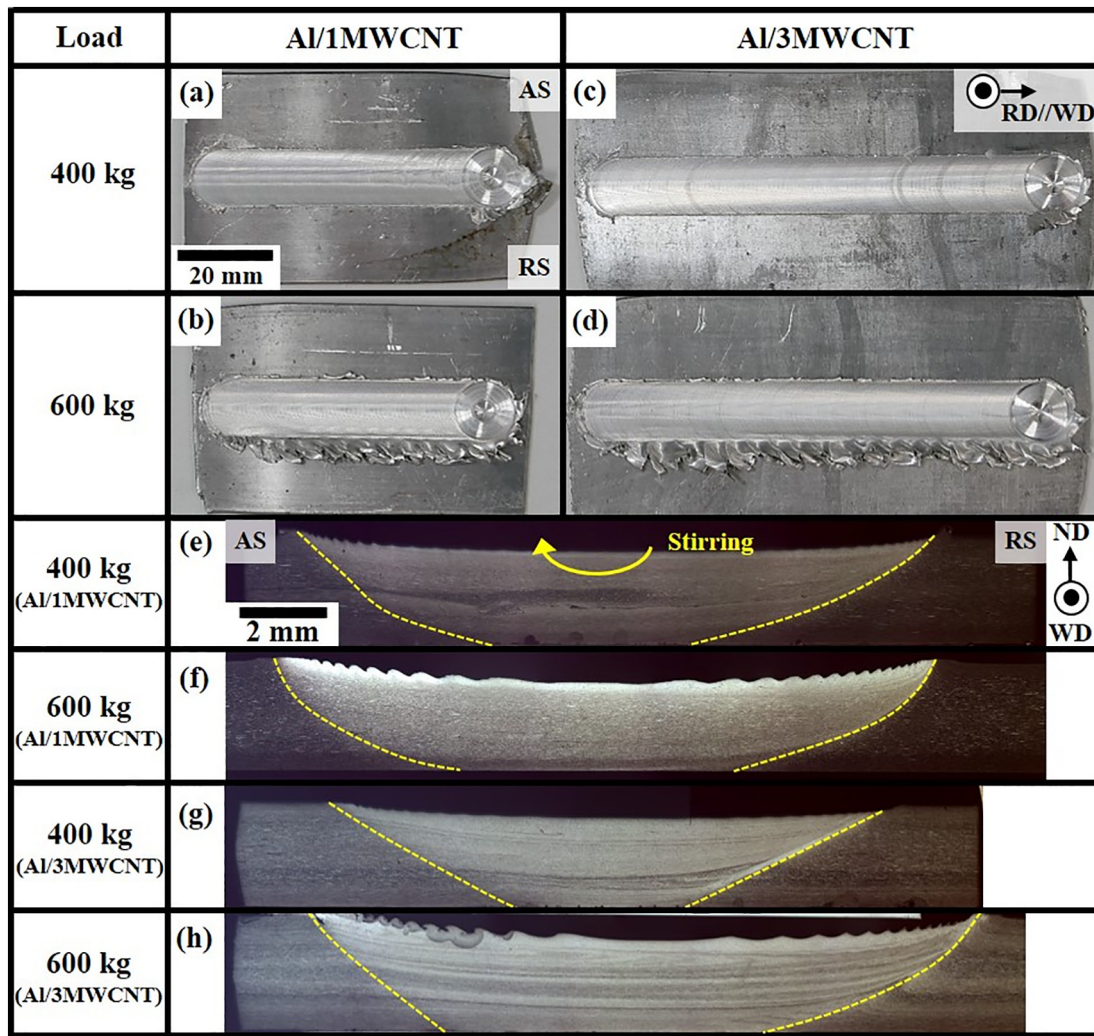 Load Al/1MWCNT Al/3MWCNT
400 kg
(a)
AS
20 mm
RS
(c)
RD//WD
600 kg
(b)
(d)
400 kg
(Al/1MWCNT)
(e)
AS
Stirring
RS
2 mm
ND
WD
600 kg
(Al/1MWCNT)
(f)
400 kg
(Al/3MWCNT)
(g)
600 kg
(Al/3MWCNT)
(h)